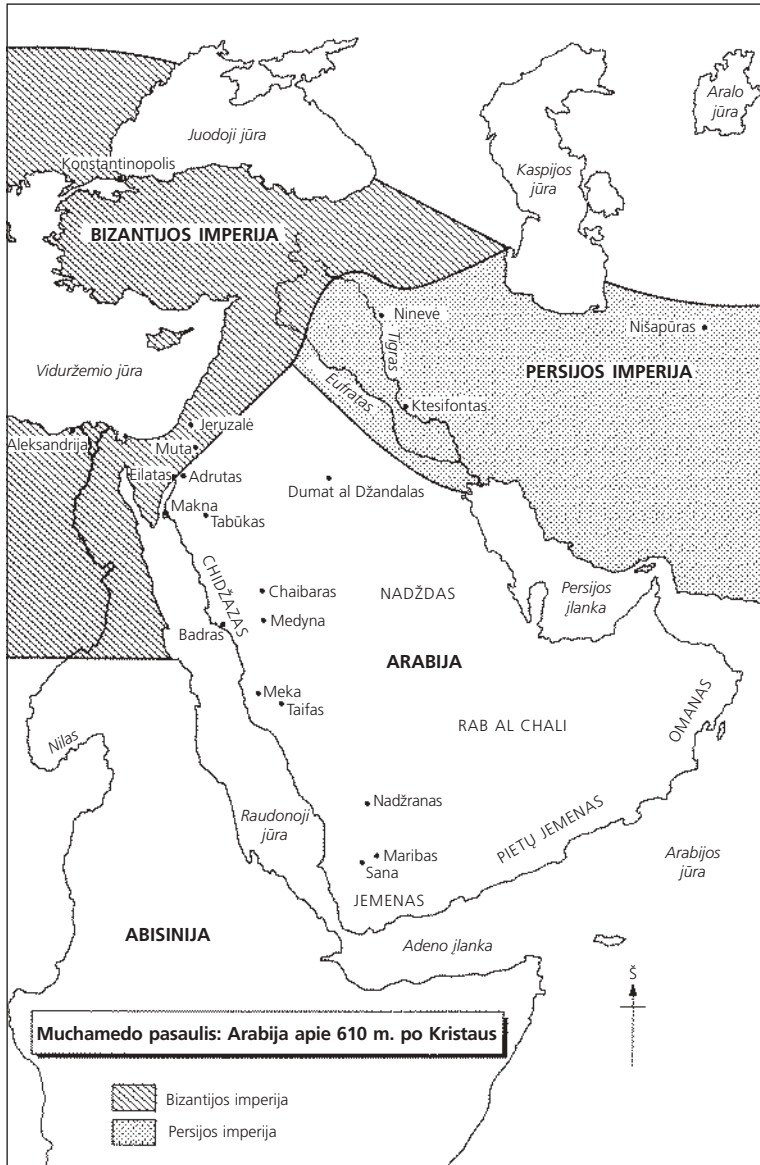 Aralo
jūra
Juodoji jūra
Kaspijos
jūra
Konstantinopolis
BIZANTIJOS IMPERIJA
Ninevė
Nišapūras
Tigras
Viduržemio jūra
PERSIJOS IMPERIJA
Eufratas
Ktesifontas
Jeruzalė
Aleksandrija
Muta
Eilatas
Adrutas
Dumat al Džandalas
Makna
Tabūkas
CHIDŽAZAS
Chaibaras
NADŽDAS
Persijos
įlanka
Medyna
Badras
ARABIJA
Meka
Taifas
OMANAS
RAB AL CHALI
Nilas
Nadžranas
Raudonoji
jūra
PIETŲ JEMENAS
Maribas
Sana
Arabijos
jūra
JEMENAS
ABISINIJA
Adeno įlanka
Š
Muchamedo pasaulis: Arabija apie 610 m. po Kristaus
Bizantijos imperija
Persijos imperija